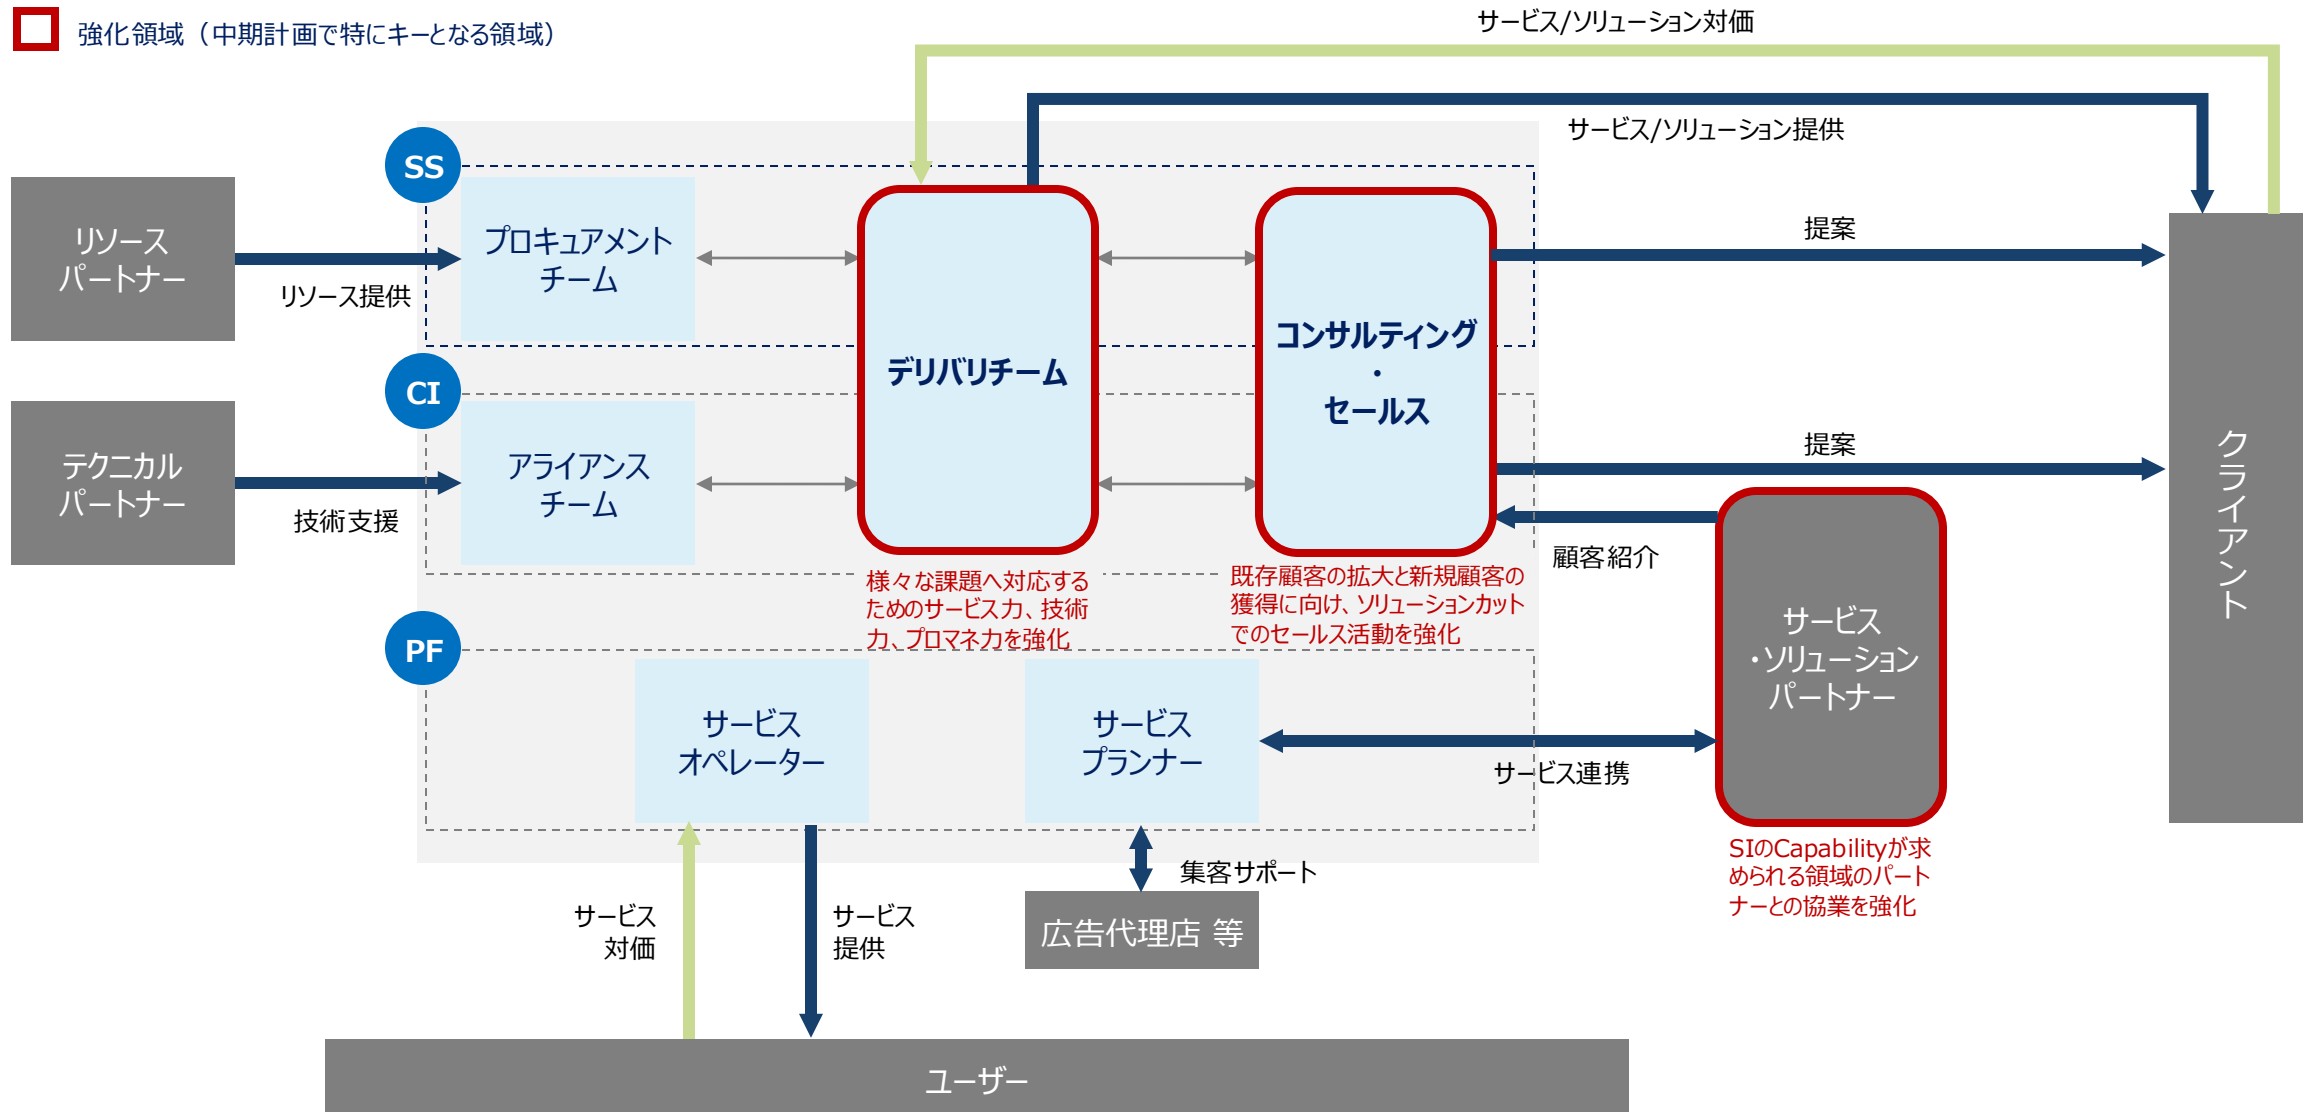 強化領域（中期計画で特にキーとなる領域）
サービス/ソリューション対価
サービス/ソリューション提供
SS
リソース
パートナー
リソース提供
プロキュアメント
チーム
デリバリチーム
コンサルティング
・
セールス
提案
CI
テクニカル
パートナー
技術支援
アライアンス
チーム
提案
顧客紹介
クライアント
様々な課題へ対応する
ためのサービス力、技術
力、プロマネ力を強化
既存顧客の拡大と新規顧客の
獲得に向け、ソリューションカット
でのセールス活動を強化
PF
サービス
オペレーター
サービス
プランナー
サービス連携
サービス
・ソリューション
パートナー
SIのCapabilityが求
められる領域のパート
ナーとの協業を強化
サービス
対価
サービス
提供
集客サポート
広告代理店 等
ユーザー